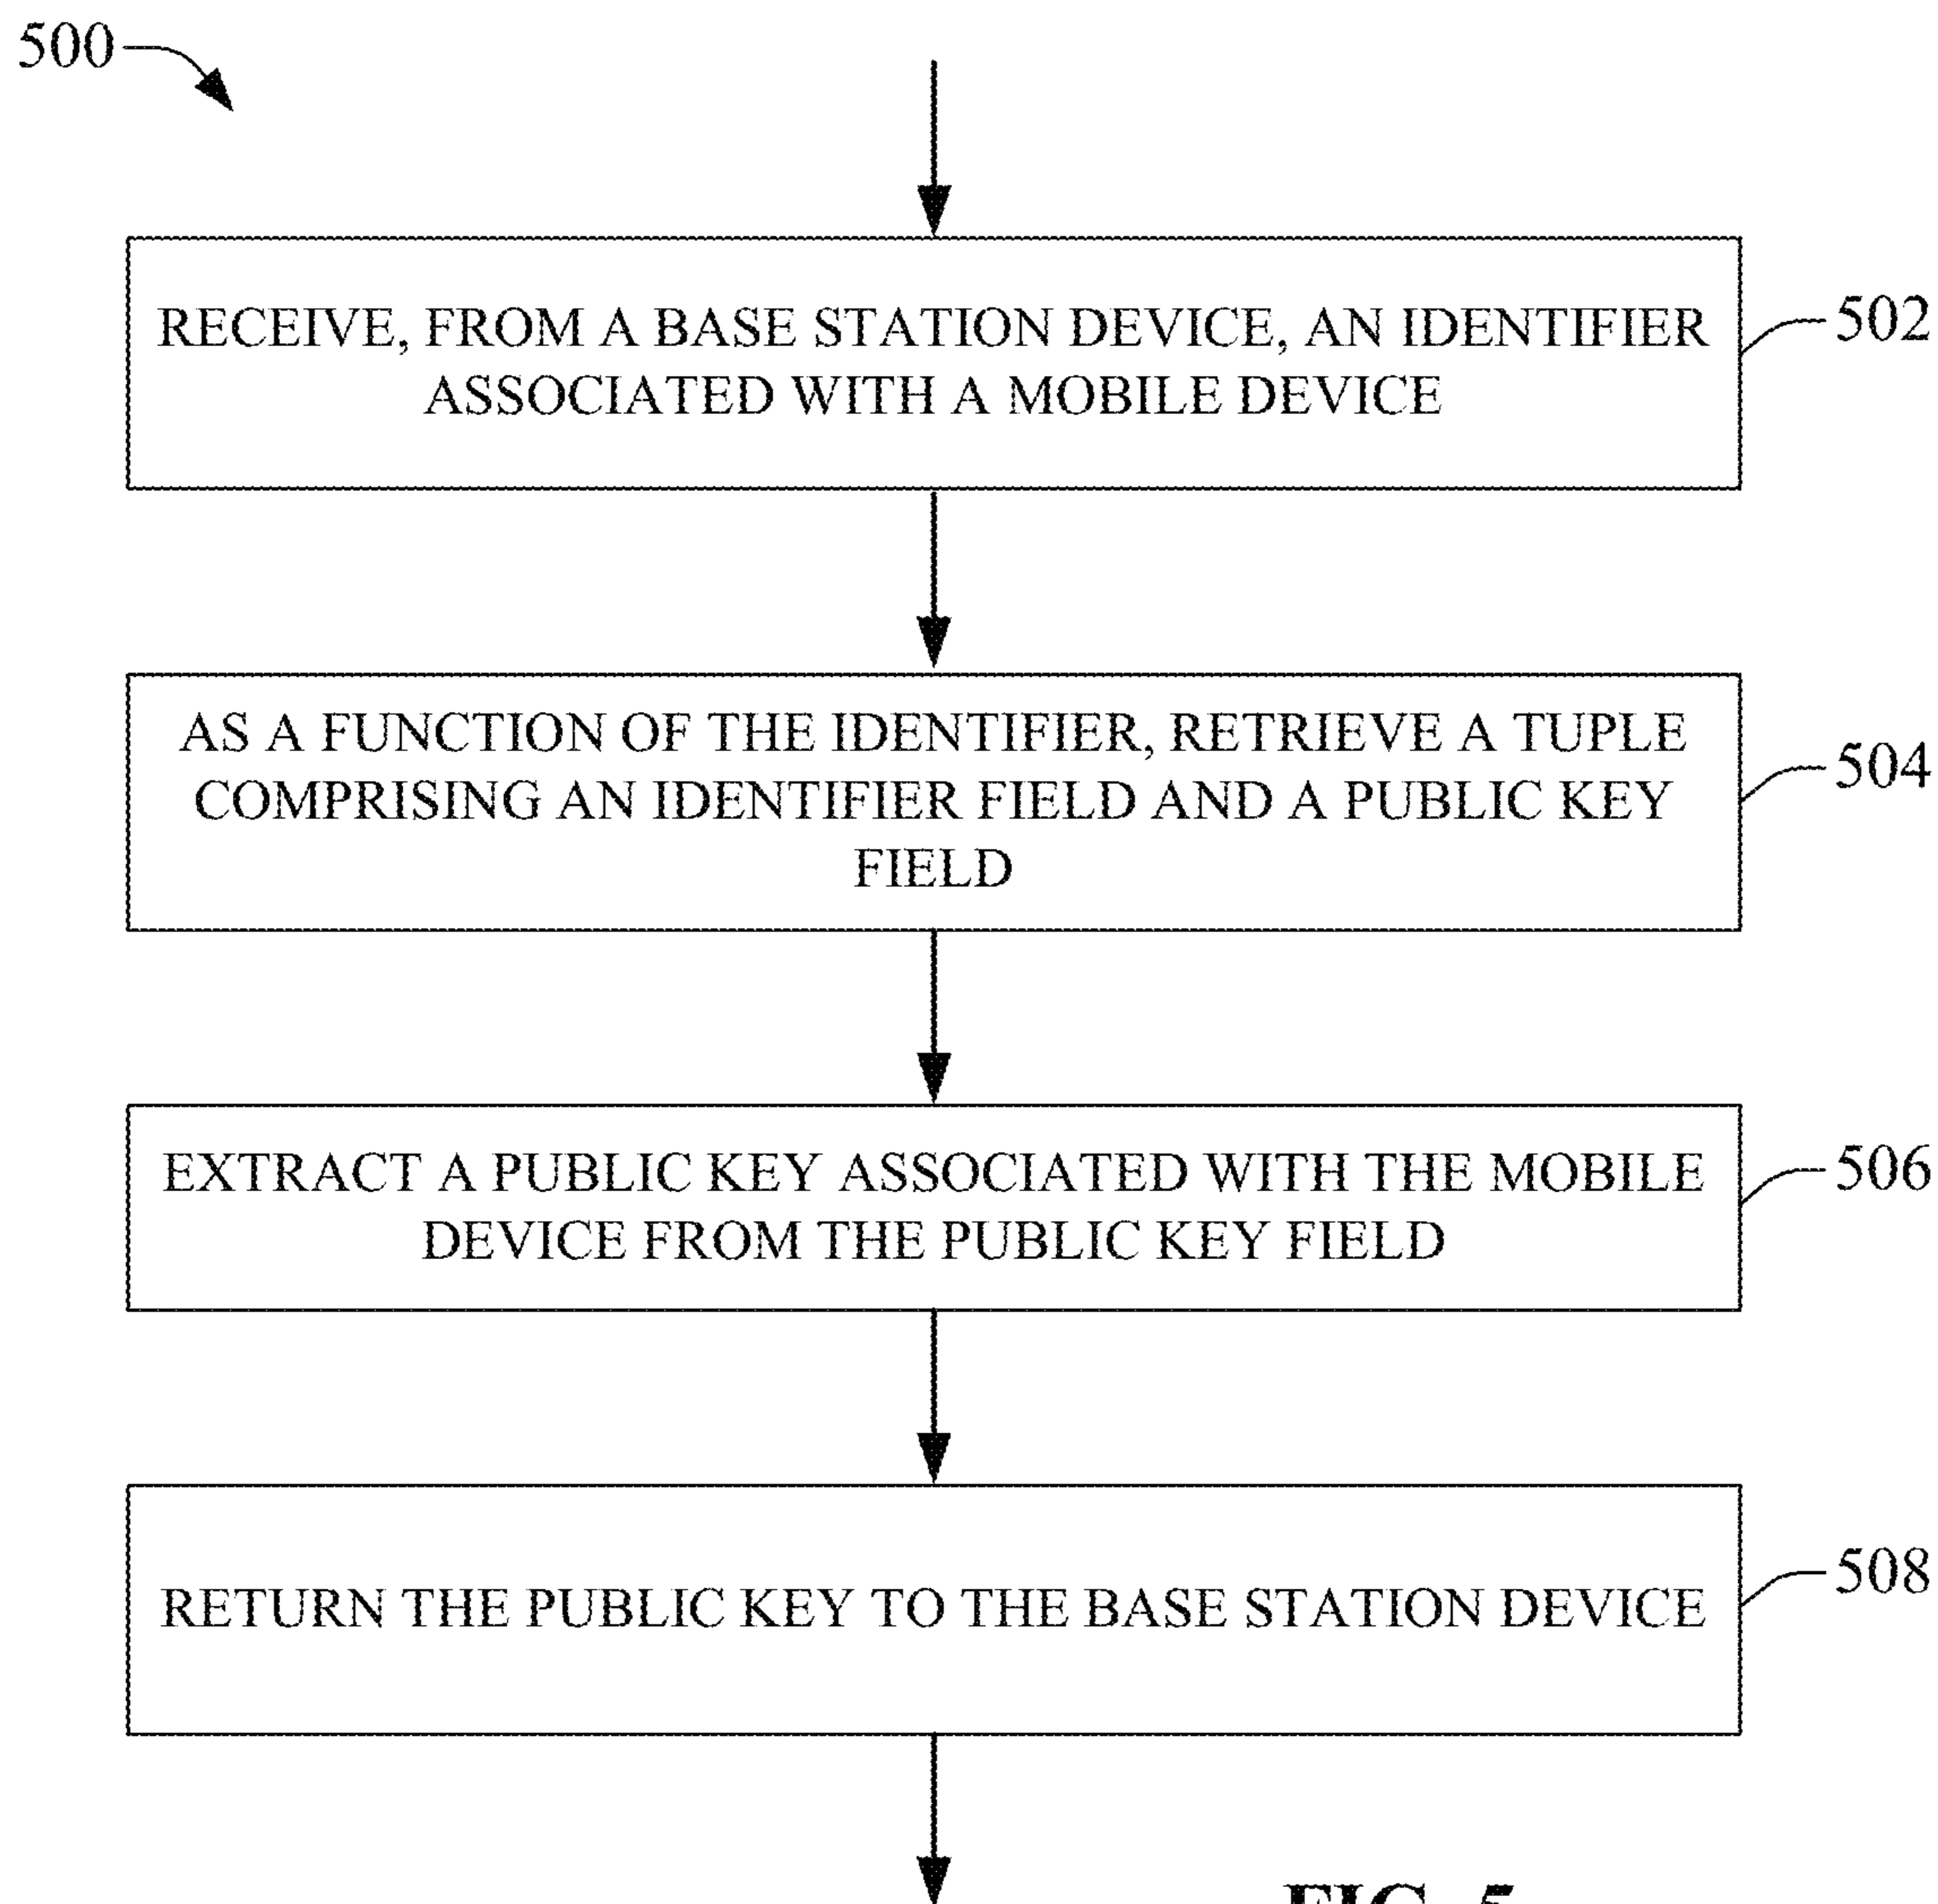 500
RECEIVE, FROM A BASE STATION DEVICE, AN IDENTIFIER
ASSOCIATED WITH A MOBILE DEVICE
502
AS A FUNCTION OF THE IDENTIFIER, RETRIEVE A TUPLE
COMPRISING AN IDENTIFIER FIELD AND A PUBLIC KEY
FIELD
504
EXTRACT A PUBLIC KEY ASSOCIATED WITH THE MOBILE
DEVICE FROM THE PUBLIC KEY FIELD
506
RETURN THE PUBLIC KEY TO THE BASE STATION DEVICE
508
FIG. 5